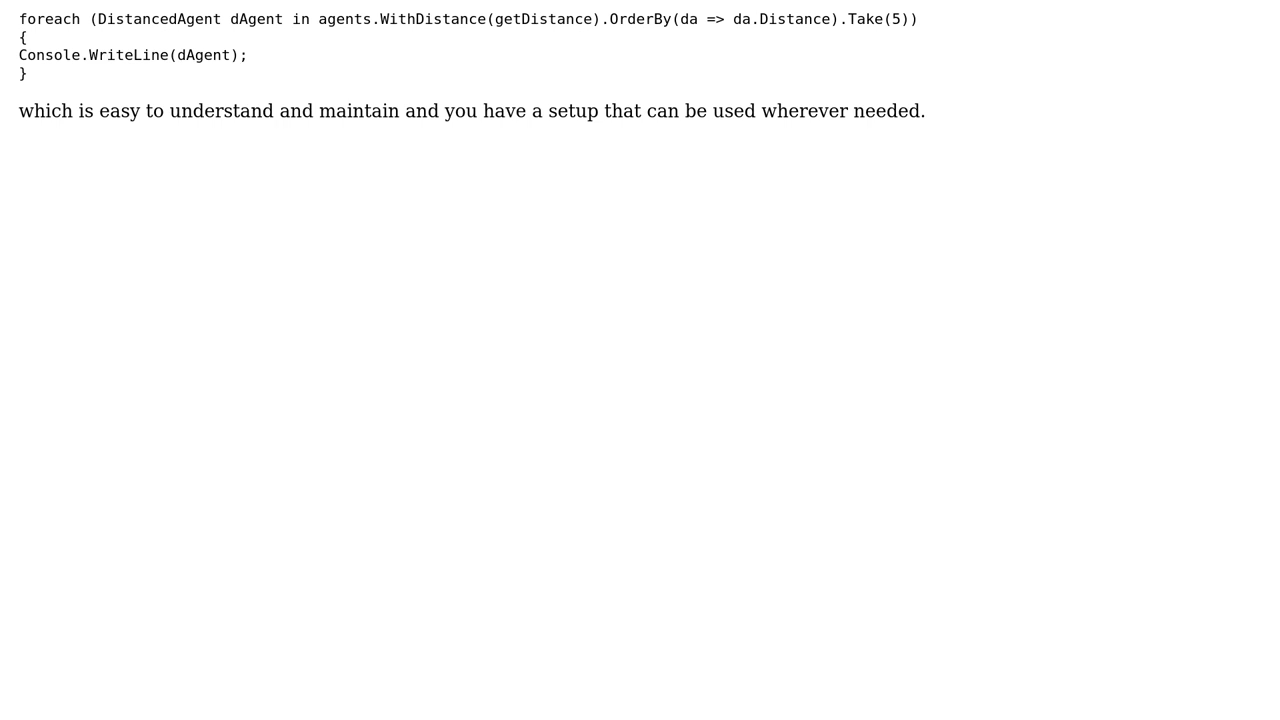 foreach (DistancedAgent dAgent in agents.WithDistance(getDistance).OrderBy(da => da.Distance).Take(5))
{
Console.WriteLine(dAgent);
}
which is easy to understand and maintain and you have a setup that can be used wherever needed.